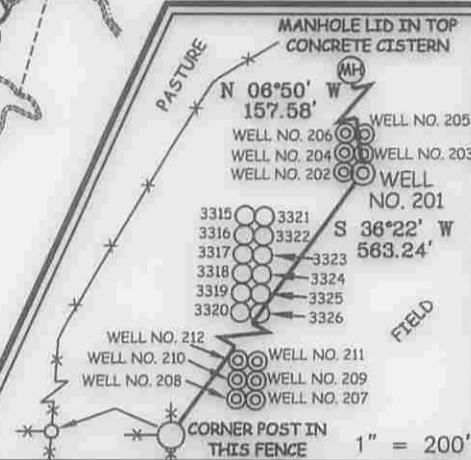 MANHOLE LID IN TOP
CONCRETE CISTERN
PASTURE
MH
N 06°50' W
157.58'
WELL NO. 205
WELL NO. 206
WELL NO. 204
WELL NO. 203
WELL NO. 202
WELL
NO. 201
3315
3321
3316
3322
S 36°22' W
563.24'
3317
3323
3318
3324
3319
3325
3320
3326
FIELD
WELL NO. 212
WELL NO. 210
WELL NO. 211
WELL NO. 208
WELL NO. 209
WELL NO. 207
CORNER POST IN
THIS FENCE
1" = 200'